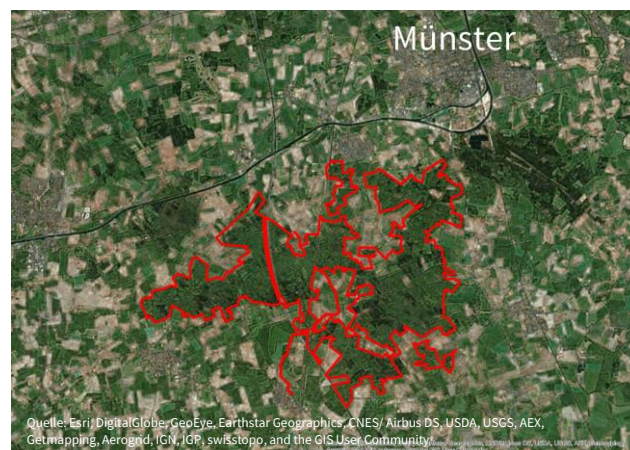 Münster
Quelle: Esri, DigitalGlobe, GeoEye, Earthstar Geographics, CNES/ Airbus DS, USDA, USGS, AEX,
Getmapping, Aerogrid, IGN, IGP, swisstopo, and the GIS User Community